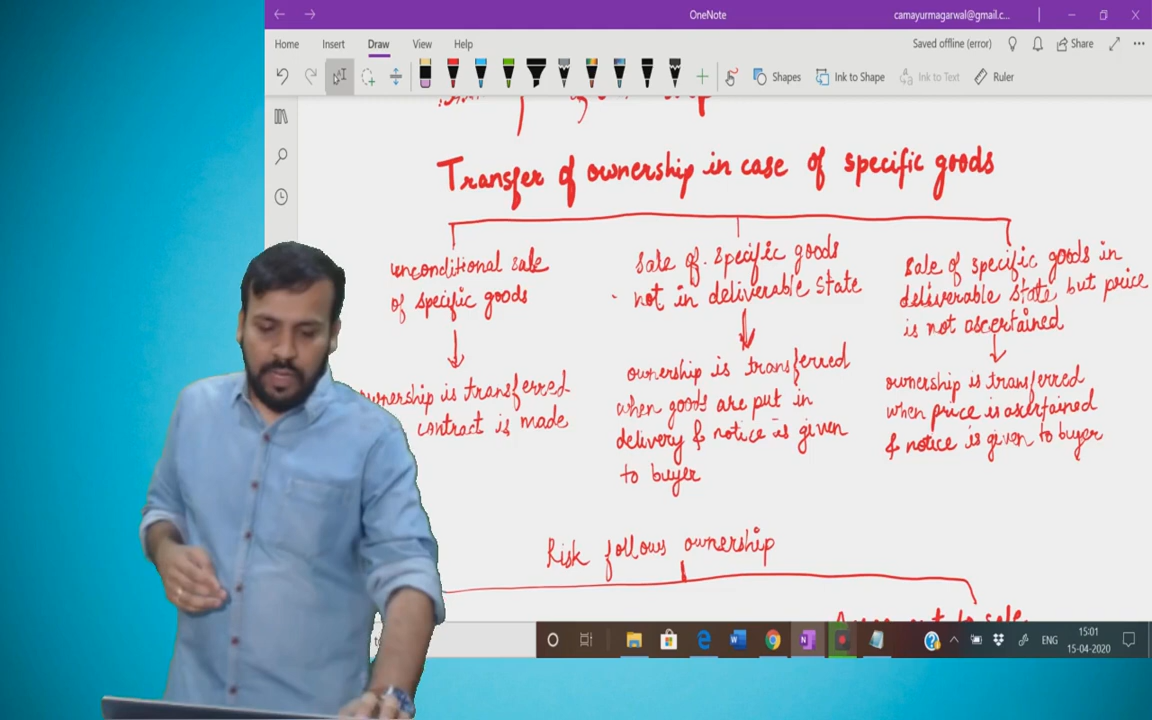 OneNote
camayurmagarwal@gmail.c...
Home Insert Draw View Help
Saved offline (error)
Share
Shapes
Ink to Shape
Ink to Text
Ruler
Transfer of ownership in case of specific goods
unconditional sale
of specific goods
ownership is transferred
contract is made
Sale of specific goods
not in deliverable state
ownership is transferred
when goods are put in
delivery & notice is given
to buyer
Sale of specific goods in
deliverable state but price
is not ascertained
ownership is transferred
when price is ascertained
& notice is given to buyer
Risk follows ownership
to sale
ENG
15:01
15-04-2020